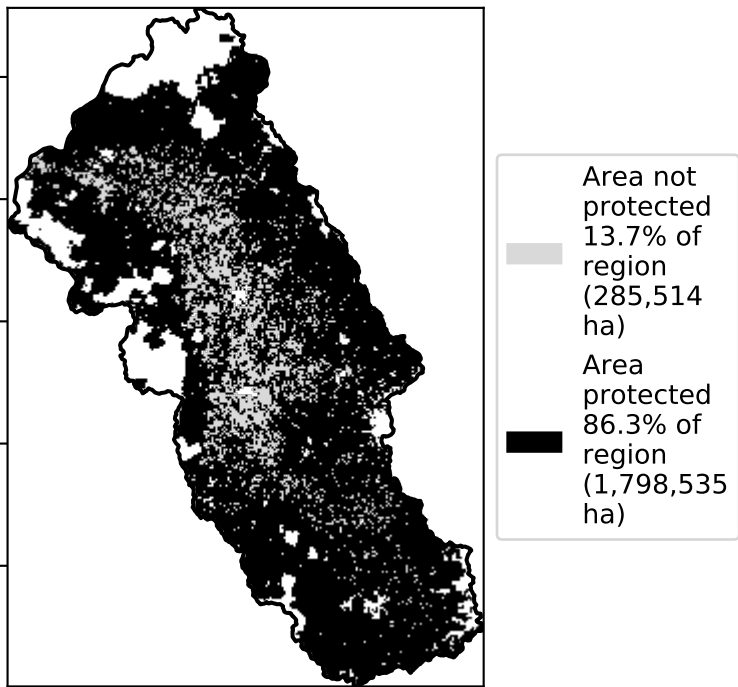 Area not
protected
13.7% of
region
(285,514
ha)
Area
protected
86.3% of
region
(1,798,535
ha)